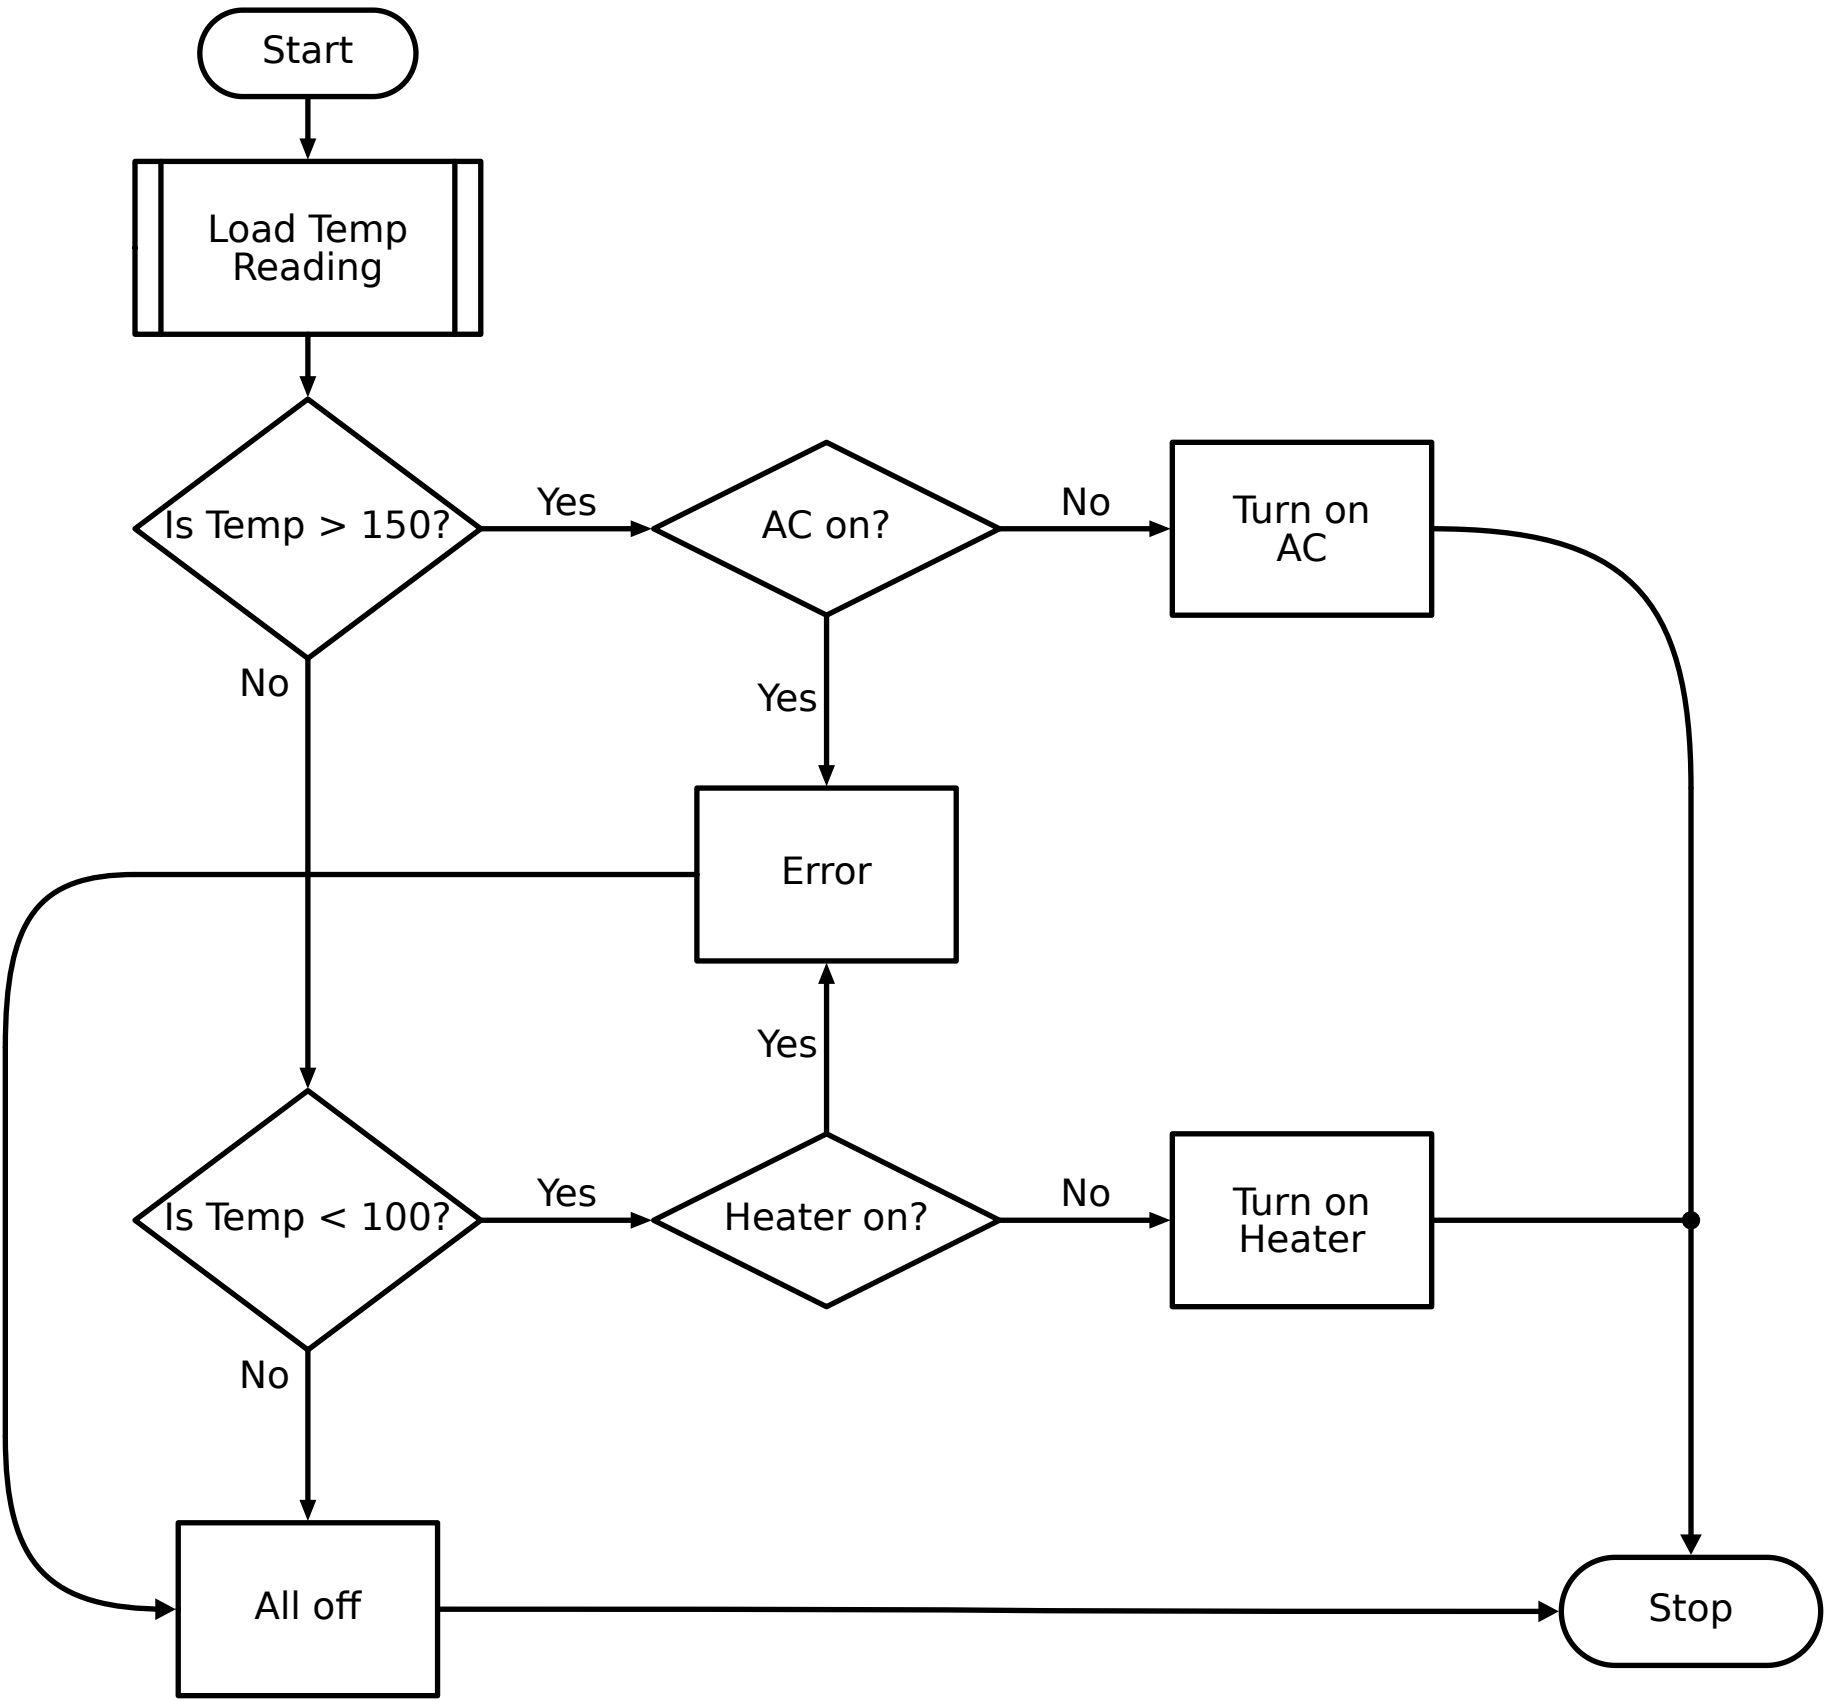 Start
Load Temp
Reading
Is Temp > 150?
Yes
AC on?
No
Turn on
AC
No
Yes
Error
Yes
Is Temp < 100?
Yes
Heater on?
No
Turn on
Heater
No
All off
Stop